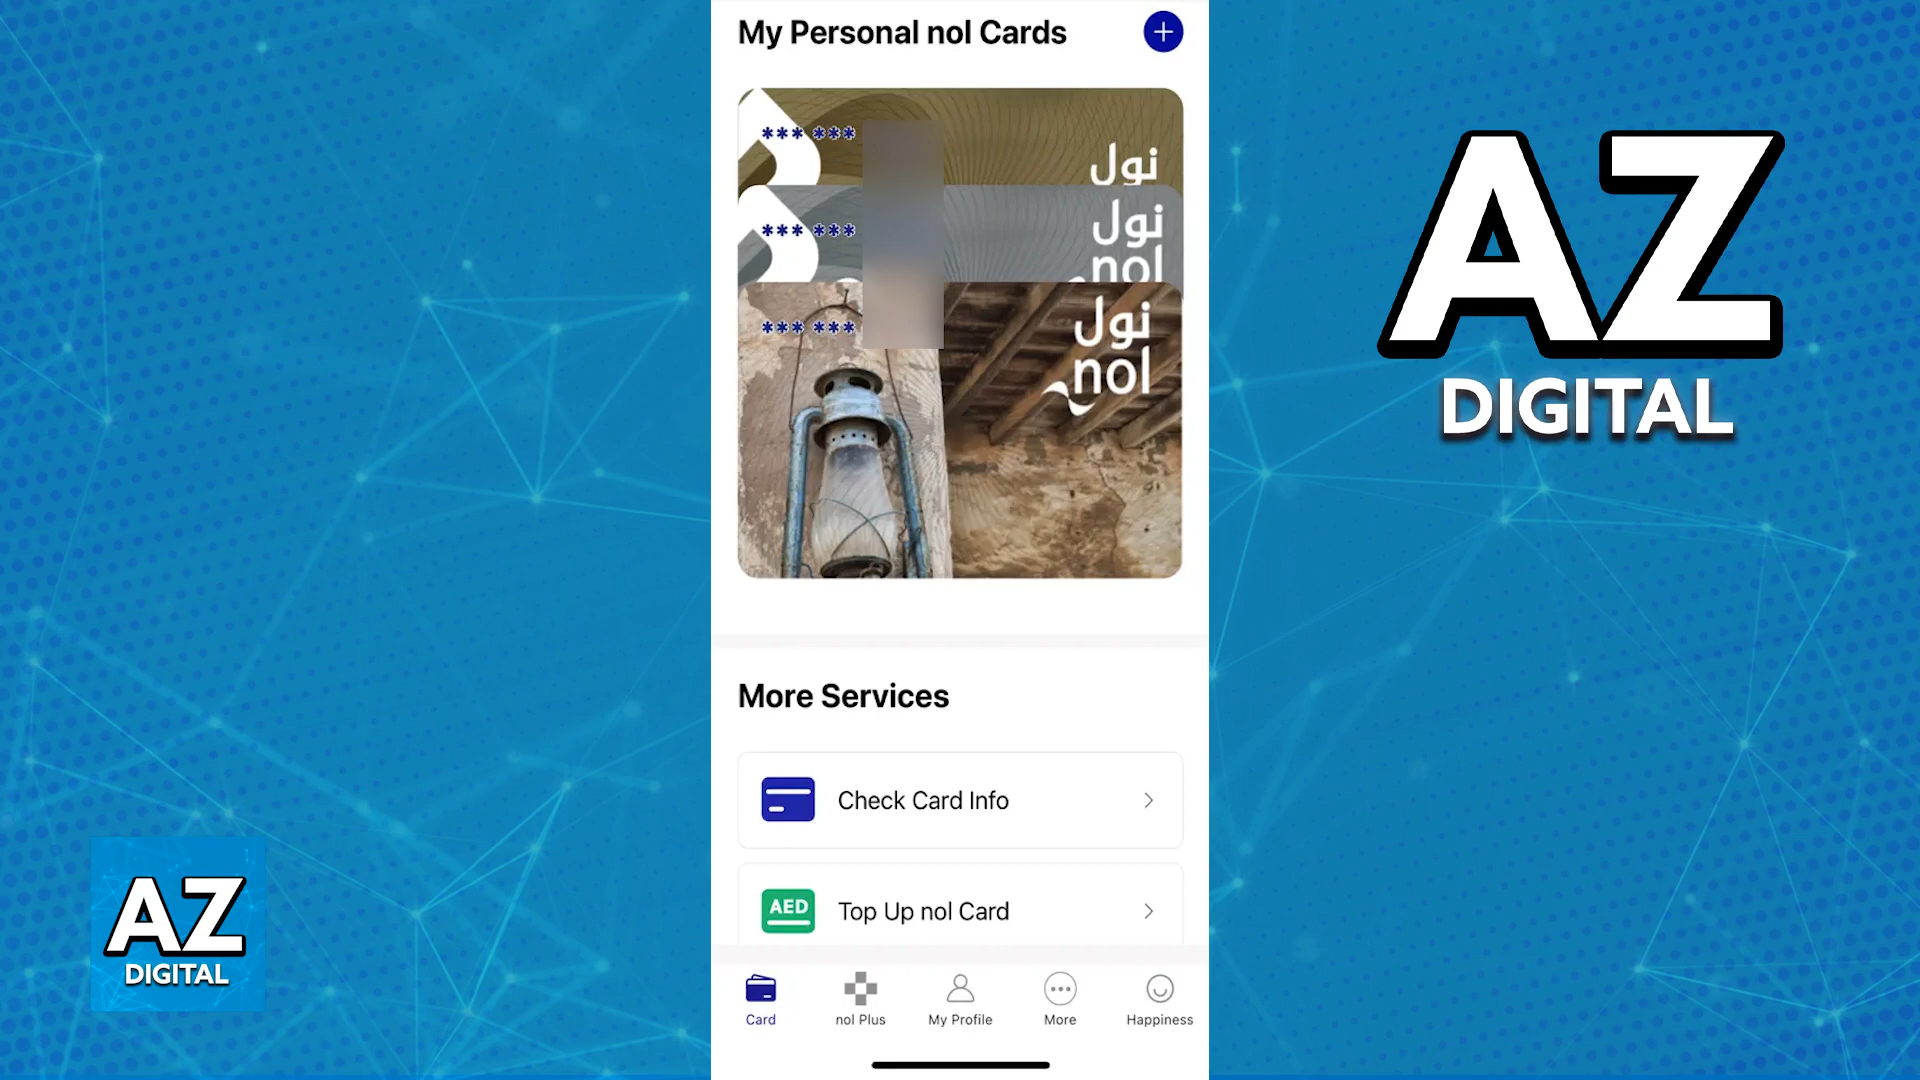 My Personal nol Cards
*** ***
نول
*** ***
نول
nol
*** ***
نول
nol
More Services
Check Card Info
AED
Top Up nol Card
Card
nol Plus
My Profile
More
Happiness
AZ
DIGITAL
AZ
DIGITAL